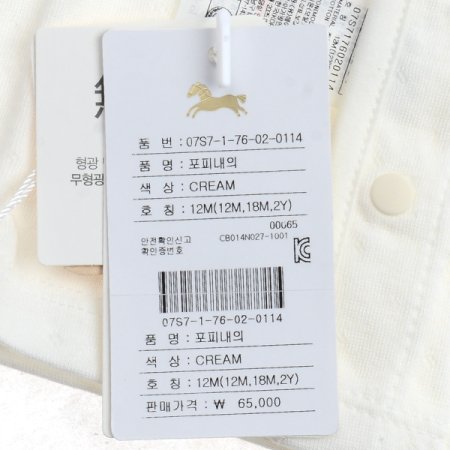 품 번 : 07S7-1-76-02-0114
품 명 : 포피내의
색 상 : CREAM
호 칭 : 12M(12M,18M,2Y)
00065
안전확인신고
확인증번호
CB014N027-1001
07S7-1-76-02-0114
품 명 : 포피내의
색 상 : CREAM
호 칭 : 12M(12M,18M,2Y)
판매가격 : ₩ 65,000
無
형광
무형광
07S7176020114